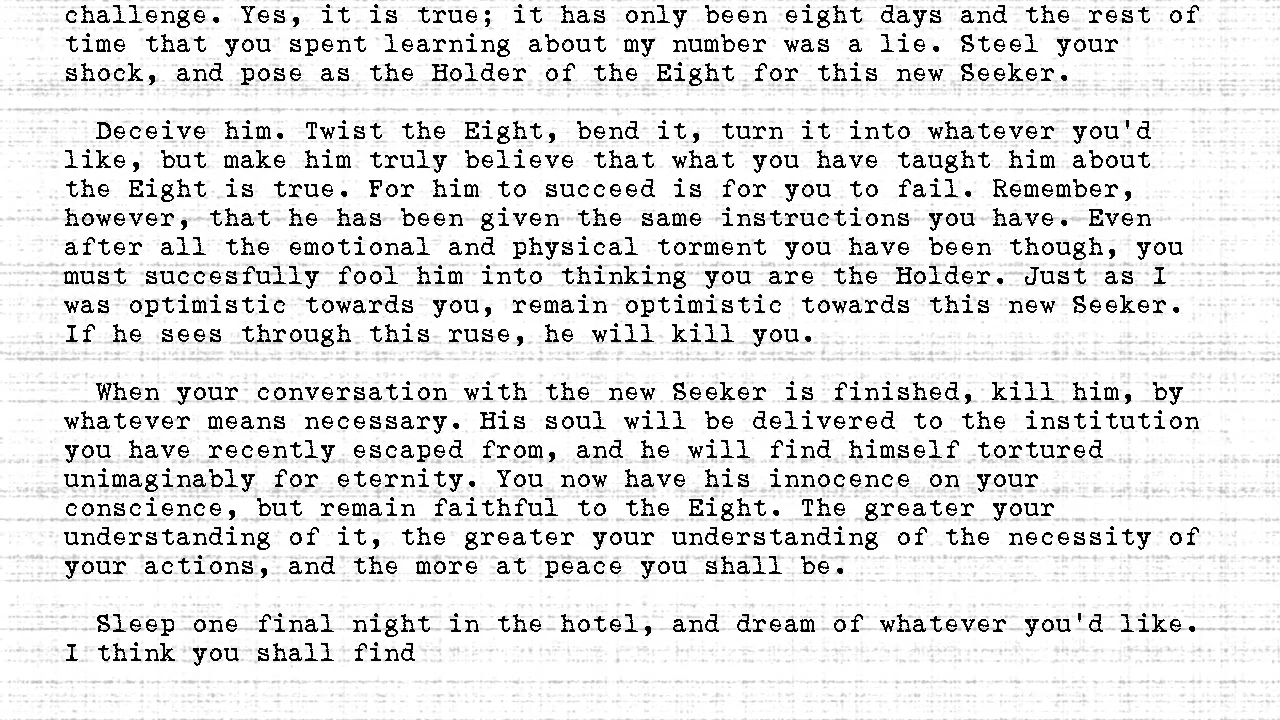 challenge. Yes, it is true; it has only been eight days and the rest of
time that you spent learning about my number was a lie. Steel your
shock, and pose as the Holder of the Eight for this new Seeker.
Deceive him. Twist the Eight, bend it, turn it into whatever you'd
like, but make him truly believe that what you have taught him about
the Eight is true. For him to succeed is for you to fail. Remember,
however, that he has been given the same instructions you have. Even
after all the emotional and physical torment you have been though, you
must succesfully fool him into thinking you are the Holder. Just as I
was optimistic towards you, remain optimistic towards this new Seeker.
If he sees through this ruse, he will kill you.
When your conversation with the new Seeker is finished, kill him, by
whatever means necessary. His soul will be delivered to the institution
you have recently escaped from, and he will find himself tortured
unimaginably for eternity. You now have his innocence on your
conscience, but remain faithful to the Eight. The greater your
understanding of it, the greater your understanding of the necessity of
your actions, and the more at peace you shall be.
Sleep one final night in the hotel, and dream of whatever you'd like.
I think you shall find